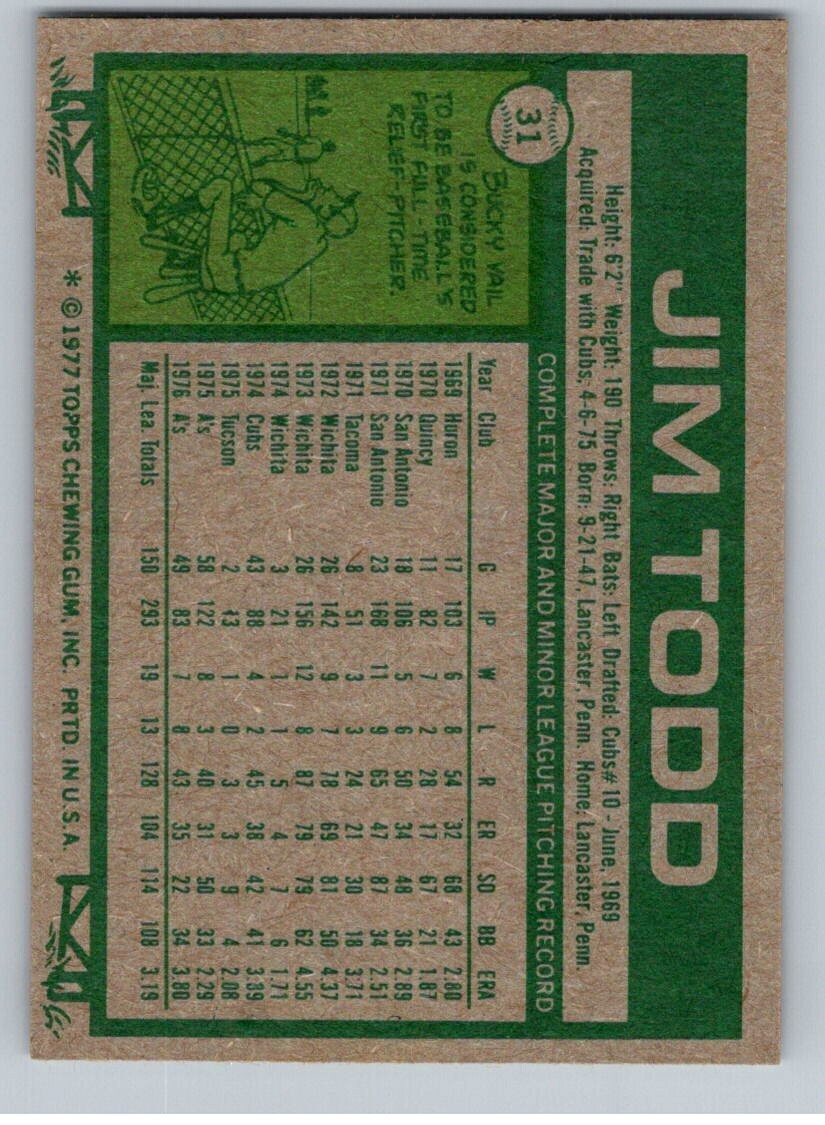 JIM TODD
31
Height: 6'2" Weight: 190 Throws: Right Bats: Left Drafted: Cubs #10 - June, 1969
Acquired: Trade with Cubs, 4-6-75 Born: 9-21-47, Lancaster, Penn. Home: Lancaster, Penn.
BUCKY VAIL
IS CONSIDERED
TO BE BASEBALL'S
FIRST FULL-TIME
RELIEF-PITCHER.
COMPLETE MAJOR AND MINOR LEAGUE PITCHING RECORD
Year Club G IP W L R ER SO BB ERA
1969 Huron 17 103 6 8 54 32 68 43 2.80
1970 Quincy 11 82 7 2 28 17 67 21 1.87
1970 San Antonio 18 106 5 6 50 34 48 36 2.89
1971 San Antonio 23 168 11 9 65 47 87 34 2.51
1971 Tacoma 8 51 3 3 24 21 30 18 3.71
1972 Wichita 26 142 9 7 78 69 81 50 4.37
1973 Wichita 26 156 12 8 87 79 79 62 4.55
1974 Wichita 3 21 1 1 5 4 7 6 1.71
1974 Cubs 43 88 4 2 45 38 42 41 3.89
1975 Tucson 2 13 1 0 3 3 9 4 2.08
1975 A's 58 122 8 3 40 31 50 33 2.29
1976 A's 49 83 7 8 43 35 22 34 3.80
Maj. Lea. Totals 150 293 19 13 128 104 114 108 3.19
* © 1977 TOPPS CHEWING GUM, INC. PRTD. IN U.S.A.